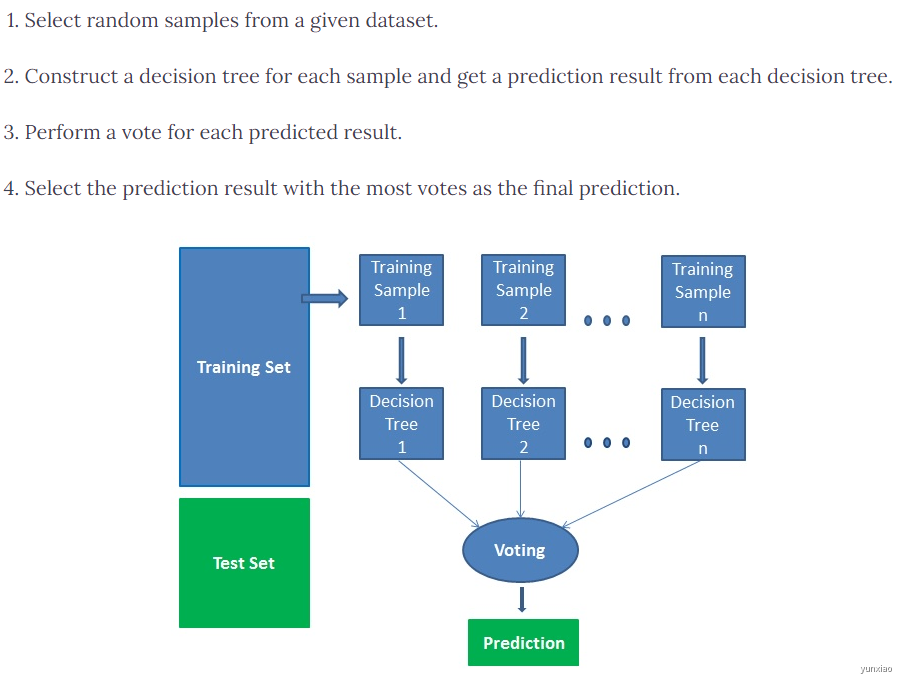 1. Select random samples from a given dataset.
2. Construct a decision tree for each sample and get a prediction result from each decision tree.
3. Perform a vote for each predicted result.
4. Select the prediction result with the most votes as the final prediction.
Training Set
Training
Sample
1
Training
Sample
2
Training
Sample
n
Decision
Tree
1
Decision
Tree
2
Decision
Tree
n
Test Set
Voting
Prediction
yunxiao